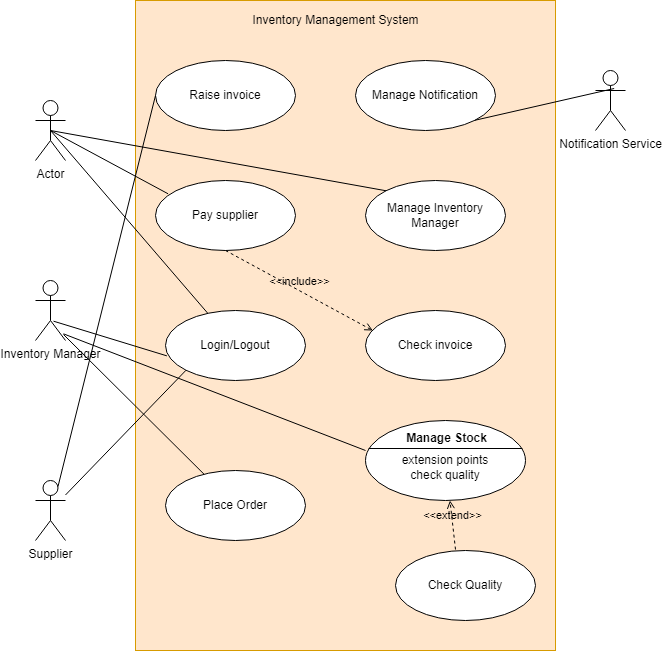 Inventory Management System
Raise invoice
Manage Notification
Notification Service
Actor
Pay supplier
Manage Inventory
Manager
<<include>>
Inventory Manager
Login/Logout
Check invoice
Manage Stock
extension points
check quality
Place Order
<<extend>>
Supplier
Check Quality